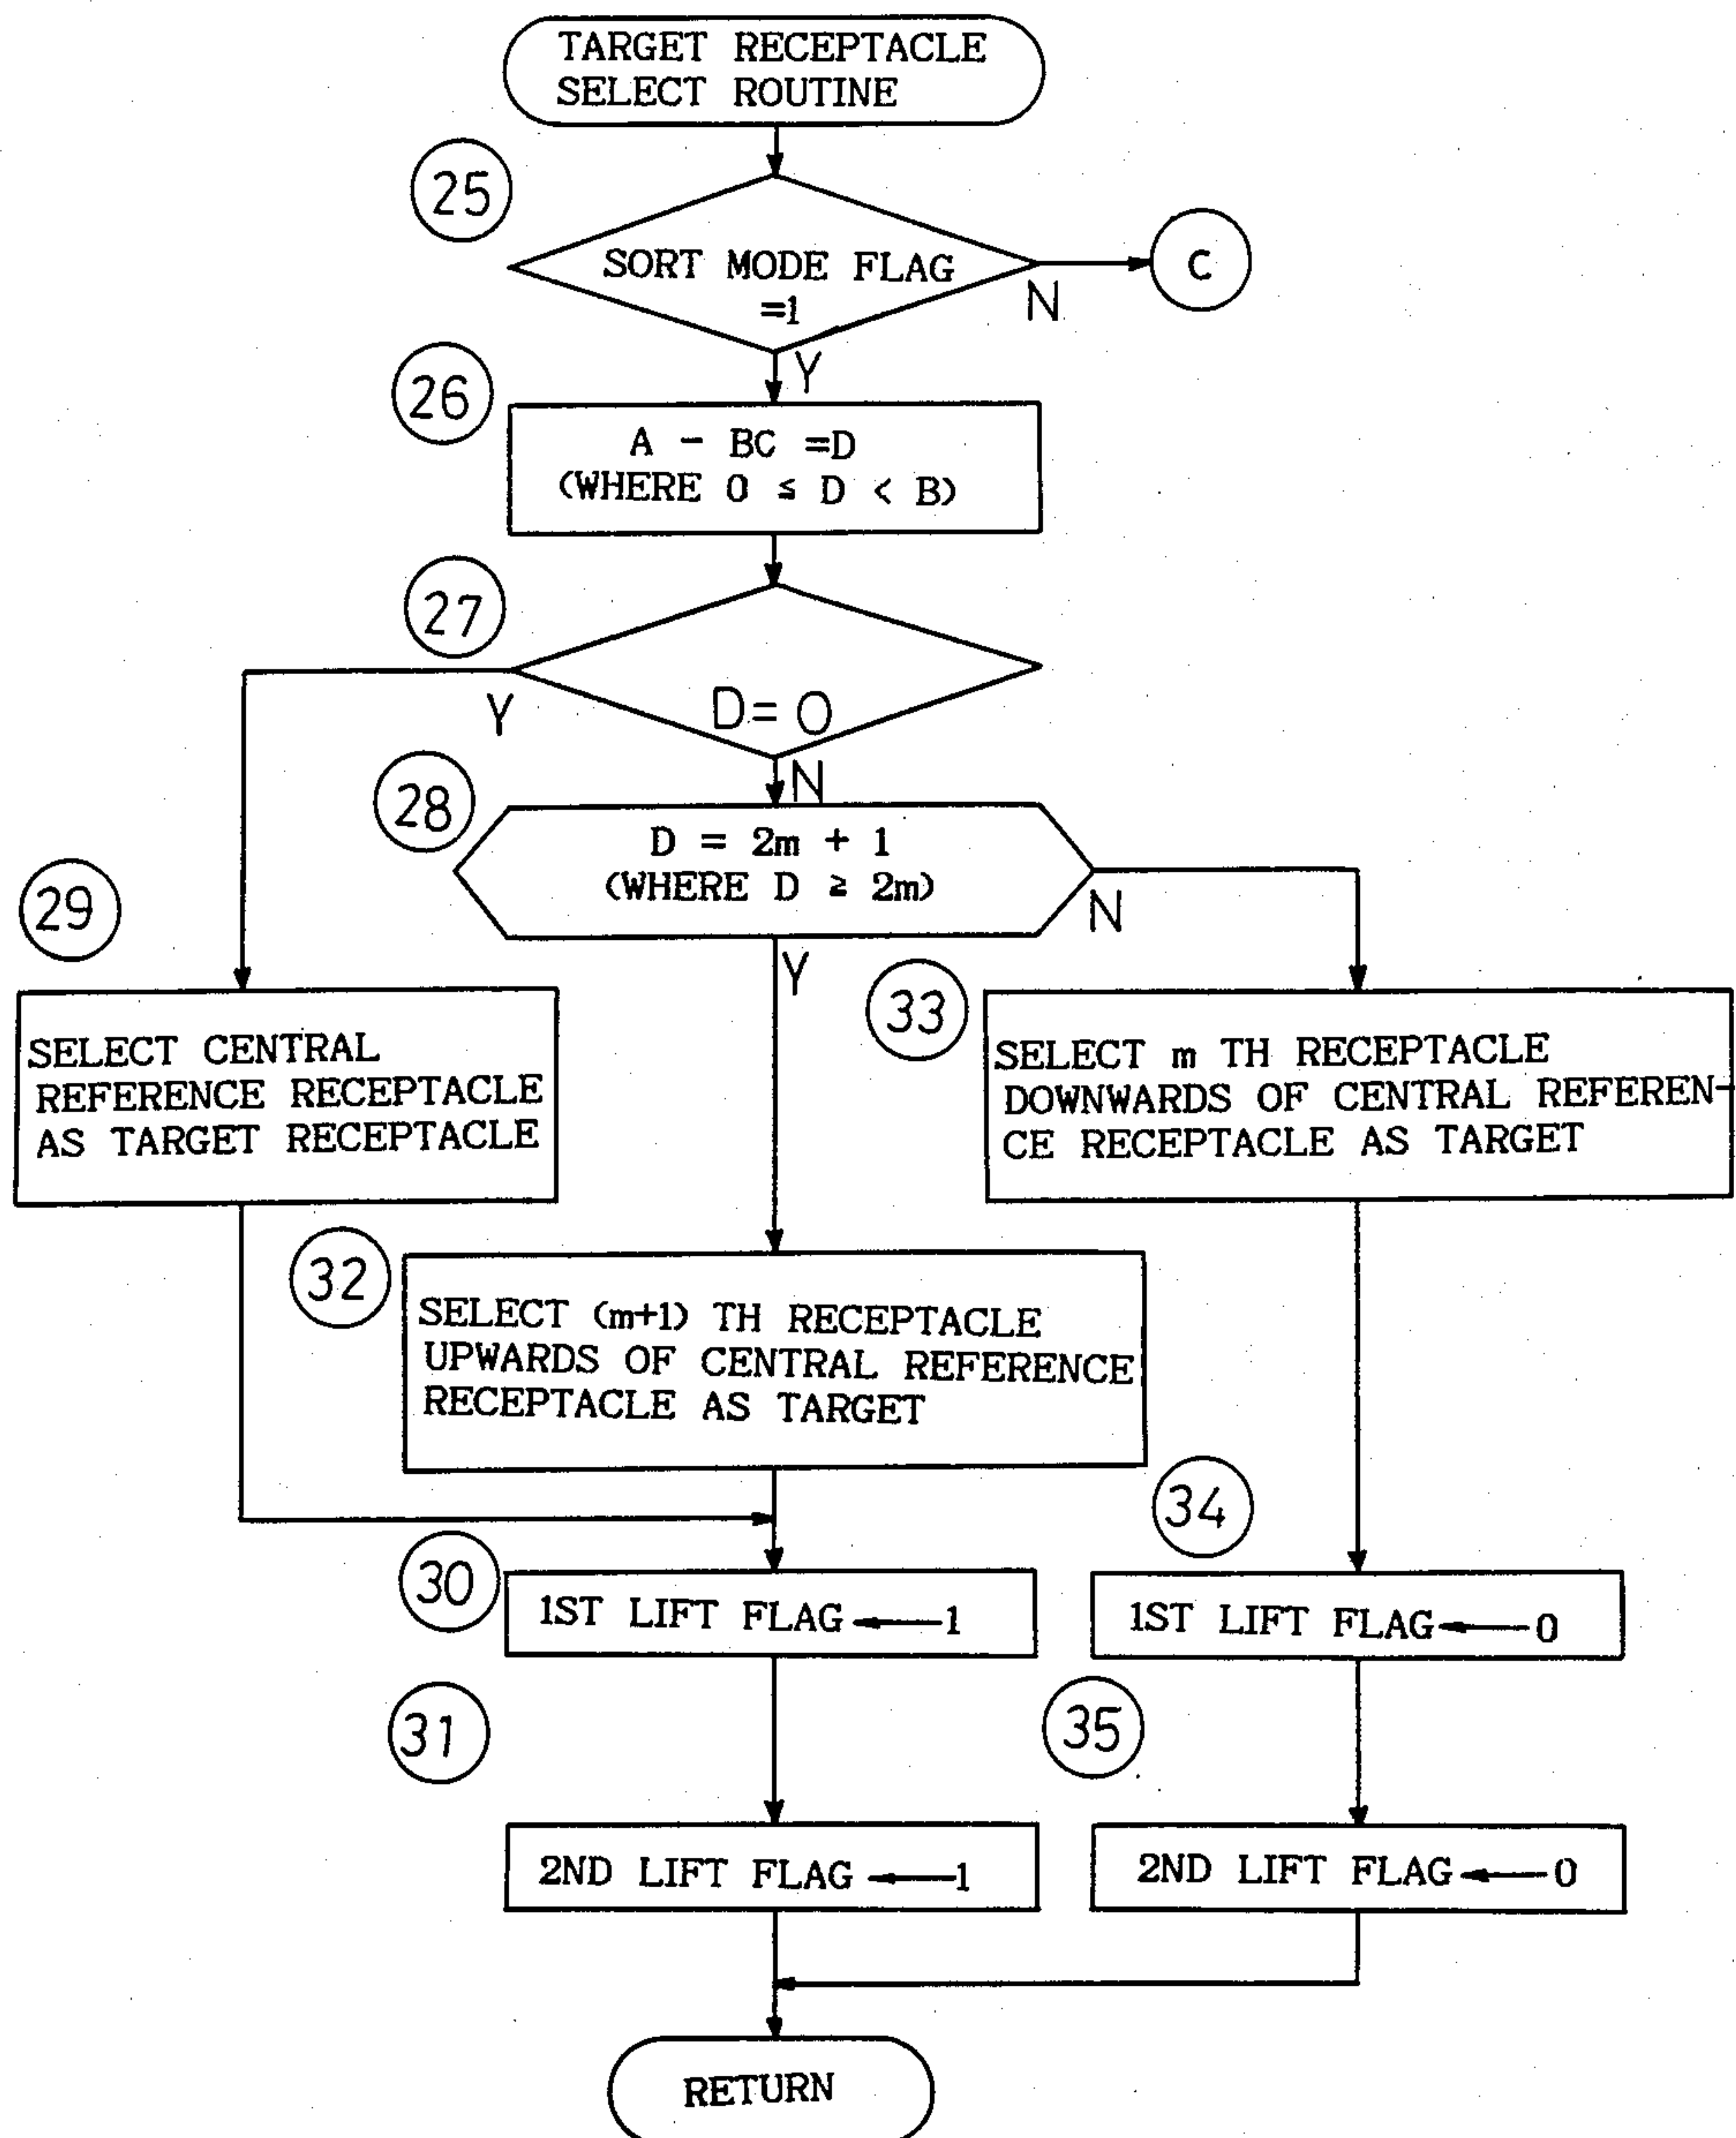 TARGET RECEPTACLE
SELECT ROUTINE
25
SORT MODE FLAG
=1
N
C
Y
26
A - BC =D
(WHERE 0 ≤ D < B)
27
D= 0
Y
N
28
D = 2m + 1
(WHERE D ≥ 2m)
N
Y
29
SELECT CENTRAL
REFERENCE RECEPTACLE
AS TARGET RECEPTACLE
33
SELECT m TH RECEPTACLE
DOWNWARDS OF CENTRAL REFEREN-
CE RECEPTACLE AS TARGET
32
SELECT (m+1) TH RECEPTACLE
UPWARDS OF CENTRAL REFERENCE
RECEPTACLE AS TARGET
30
1ST LIFT FLAG ← 1
34
1ST LIFT FLAG ← 0
31
2ND LIFT FLAG ← 1
35
2ND LIFT FLAG ← 0
RETURN